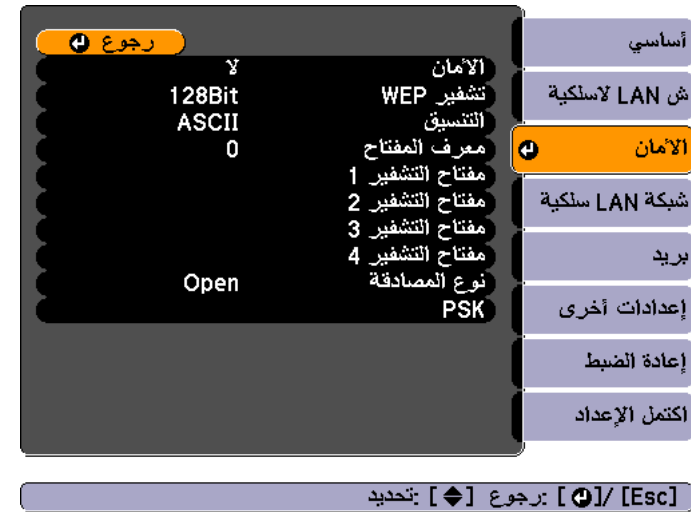 أساسي
ش LAN لاسلكية
الأمان
شبكة LAN سلكية
بريد
إعدادات أخرى
إعادة الضبط
اكتمل الإعداد
رجوع
الأمان لا
تشفير WEP 128Bit
التنسيق ASCII
معرف المفتاح 0
مفتاح التشفير 1
مفتاح التشفير 2
مفتاح التشفير 3
مفتاح التشفير 4
نوع المصادقة Open
PSK
[Esc] /[ ] :رجوع [ ] :تحديد